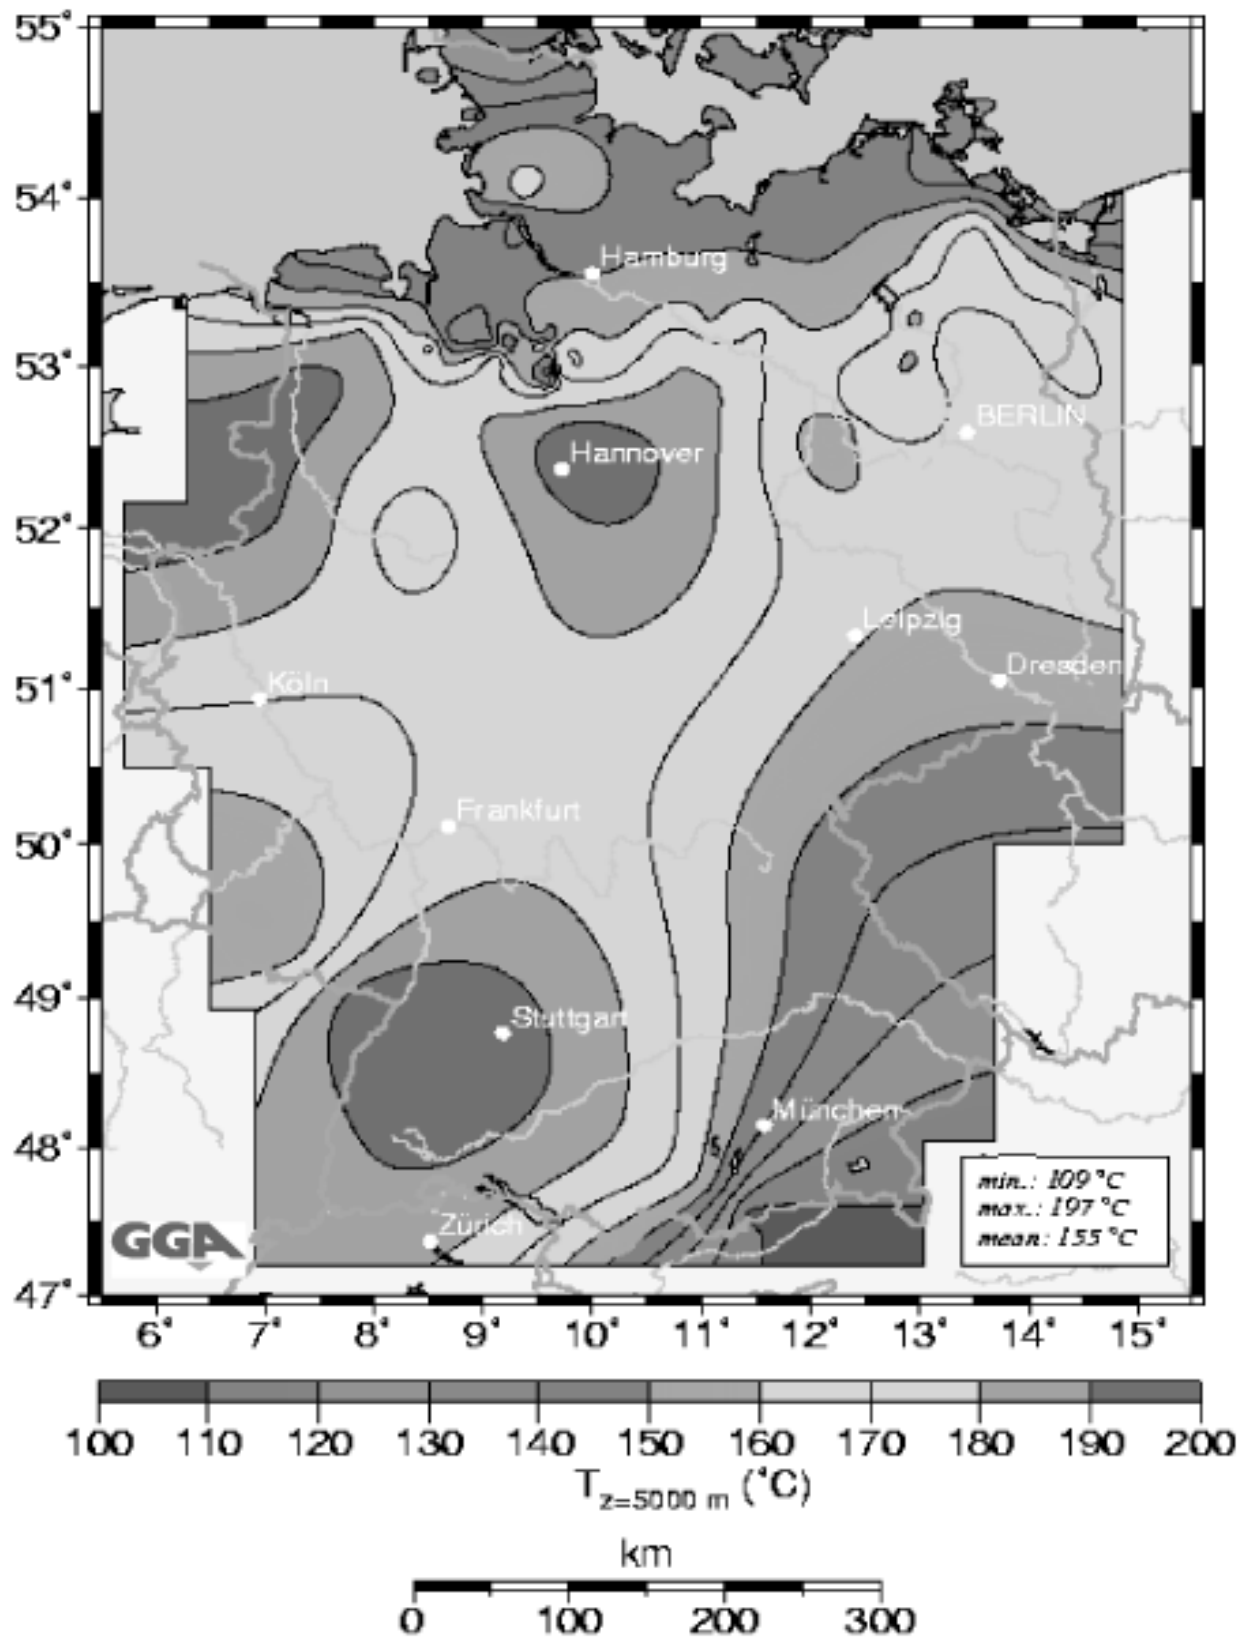 55°
54°
Hamburg
53°
BERLIN
Hannover
52°
Leipzig
51°
Köln
Dresden
Frankfurt
50°
49°
Stuttgart
München
48°
min.: 109 °C
max.: 197 °C
mean: 155 °C
GGA
Zürich
47°
6° 7° 8° 9° 10° 11° 12° 13° 14° 15°
100 110 120 130 140 150 160 170 180 190 200
T z=5000 m (°C)
km
0 100 200 300